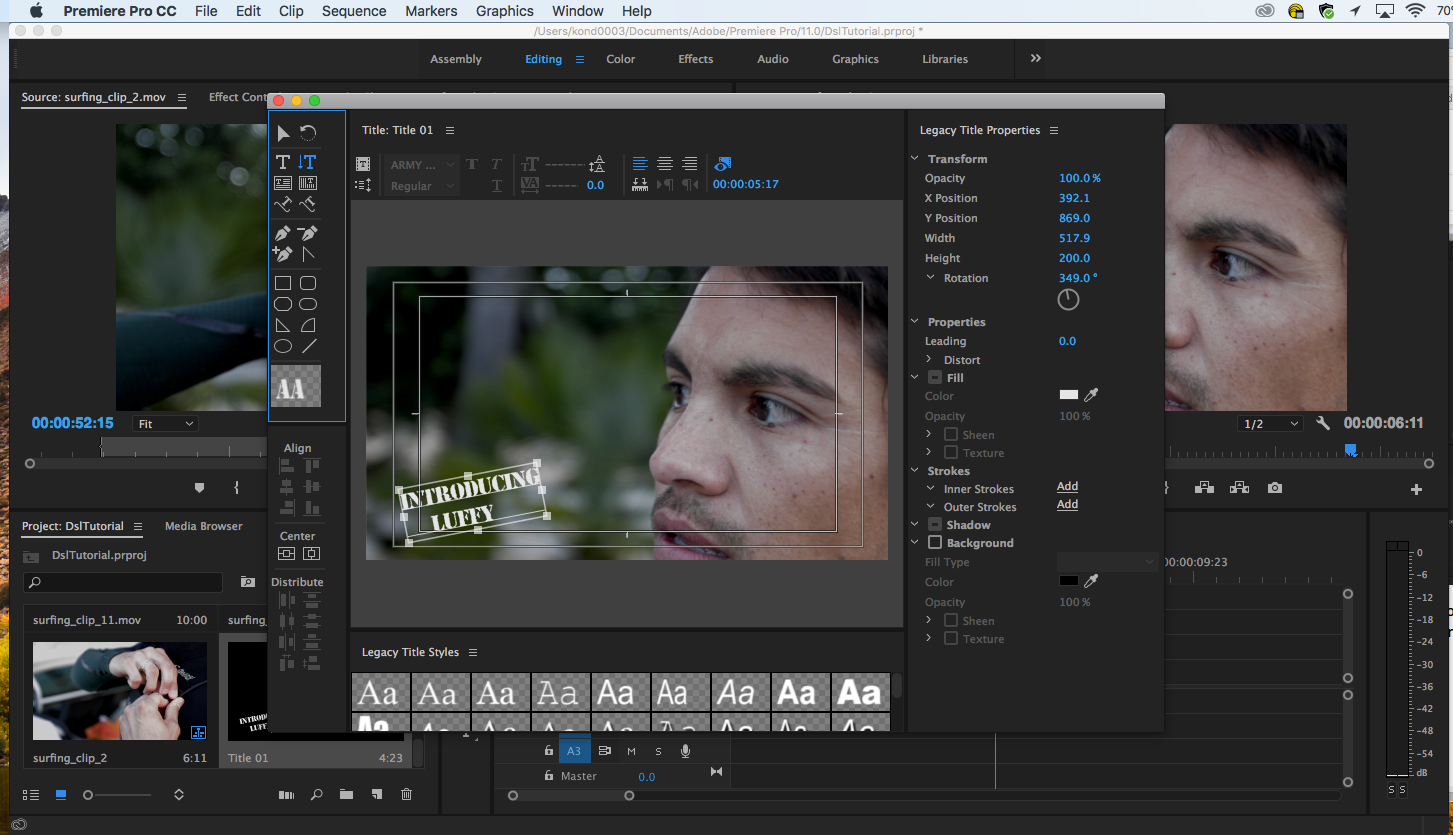 Premiere Pro CC File Edit Clip Sequence Markers Graphics Window Help 70%
/Users/kond0003/Documents/Adobe/Premiere Pro/11.0/DslTutorial.prproj *
Assembly Editing Color Effects Audio Graphics Libraries
Source: surfing_clip_2.mov Effect Cont
Title: Title 01
Legacy Title Properties
ARMY ... 
Regular 0.0 00:00:05:17
Transform
Opacity 100.0 %
X Position 392.1
Y Position 869.0
Width 517.9
Height 200.0
Rotation 349.0 °
Properties
Leading 0.0
Distort
Fill
Color
Opacity 100 %
Sheen
Texture
Strokes
Inner Strokes Add
Outer Strokes Add
Shadow
Background
Fill Type
Color
Opacity 100 %
Sheen
Texture
AA
INTRODUCING
LUFFY
00:00:52:15 Fit
1/2 00:00:06:11
Align
Center
Distribute
Project: DslTutorial Media Browser
DslTutorial.prproj
surfing_clip_11.mov 10:00 surfing_
INTRODU
LUFF
surfing_clip_2 6:11 Title 01 4:23
Legacy Title Styles
Aa Aa Aa Aa Aa Aa Aa Aa Aa
00:00:09:23
A3 M S
Master 0.0
0
-6
-12
-18
-24
-30
-36
-42
-48
-54
dB
S S